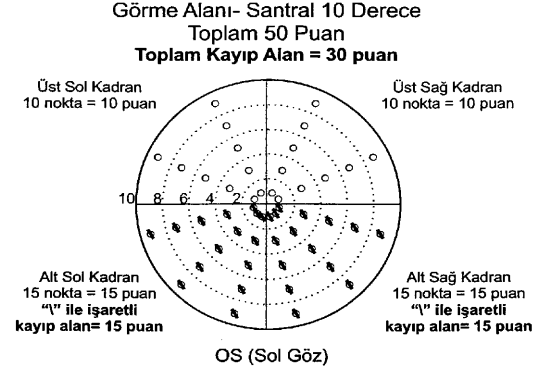 Görme Alanı- Santral 10 Derece
Toplam 50 Puan
Toplam Kayıp Alan = 30 puan
Üst Sol Kadran
10 nokta = 10 puan
Üst Sağ Kadran
10 nokta = 10 puan
10 8 6 4 2
Alt Sol Kadran
15 nokta = 15 puan
“\” ile işaretli
kayıp alan= 15 puan
Alt Sağ Kadran
15 nokta = 15 puan
“\” ile işaretli
kayıp alan= 15 puan
OS (Sol Göz)